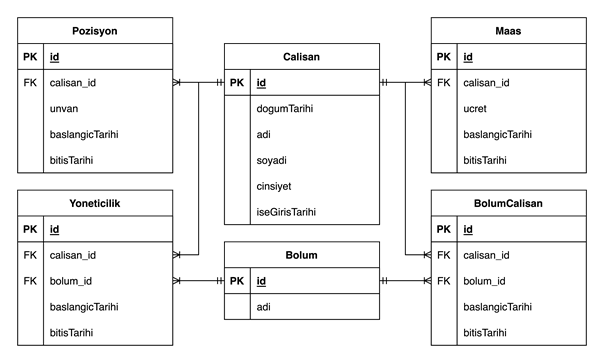 Pozisyon
PK id
FK calisan_id
unvan
baslangicTarihi
bitisTarihi
Calisan
PK id
dogumTarihi
adi
soyadi
cinsiyet
iseGirisTarihi
Maas
PK id
FK calisan_id
ucret
baslangicTarihi
bitisTarihi
Yoneticilik
PK id
FK calisan_id
FK bolum_id
baslangicTarihi
bitisTarihi
Bolum
PK id
adi
BolumCalisan
PK id
FK calisan_id
FK bolum_id
baslangicTarihi
bitisTarihi